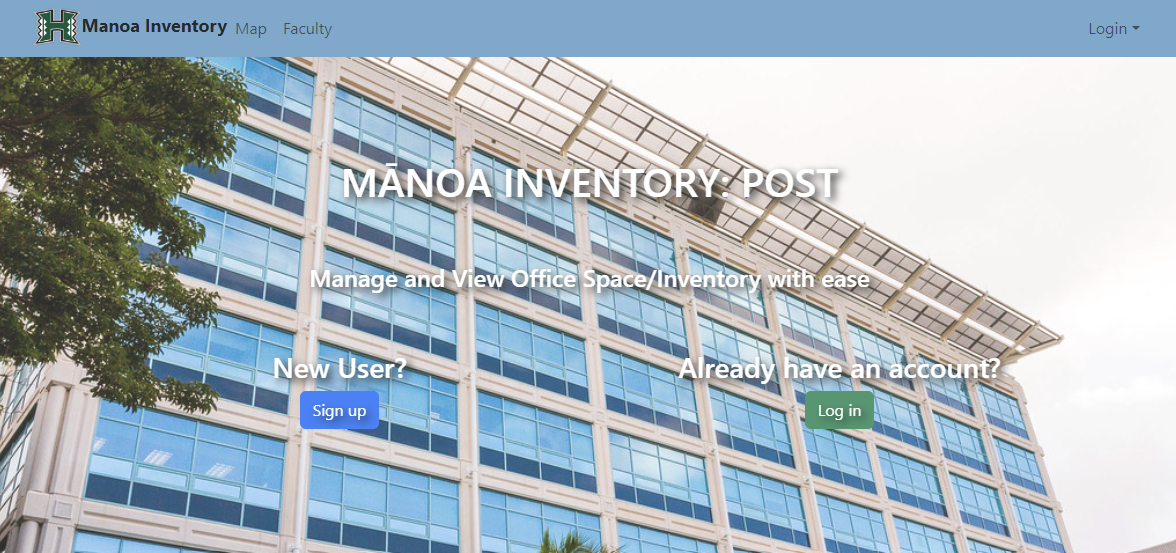 Manoa Inventory Map Faculty Login
MĀNOA INVENTORY: POST
Manage and View Office Space/Inventory with ease
New User? Already have an account?
Sign up Log in